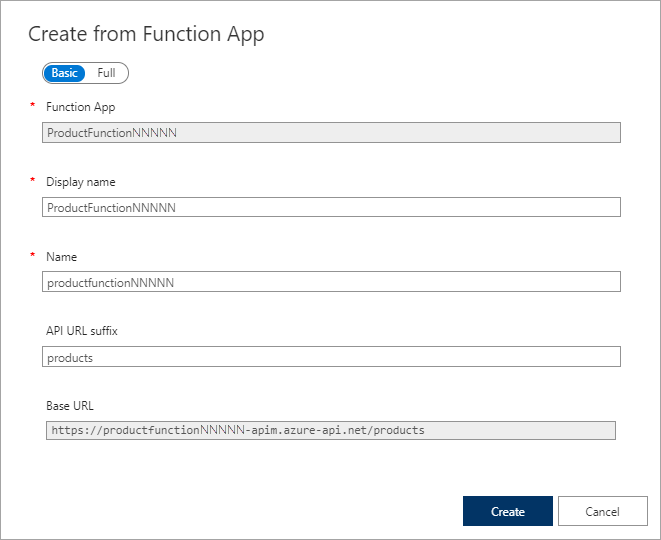 Create from Function App
Basic Full
* Function App
ProductFunctionNNNNN
* Display name
ProductFunctionNNNNN
* Name
productfunctionNNNNN
API URL suffix
products
Base URL
https://productfunctionNNNNN-apim.azure-api.net/products
Create Cancel